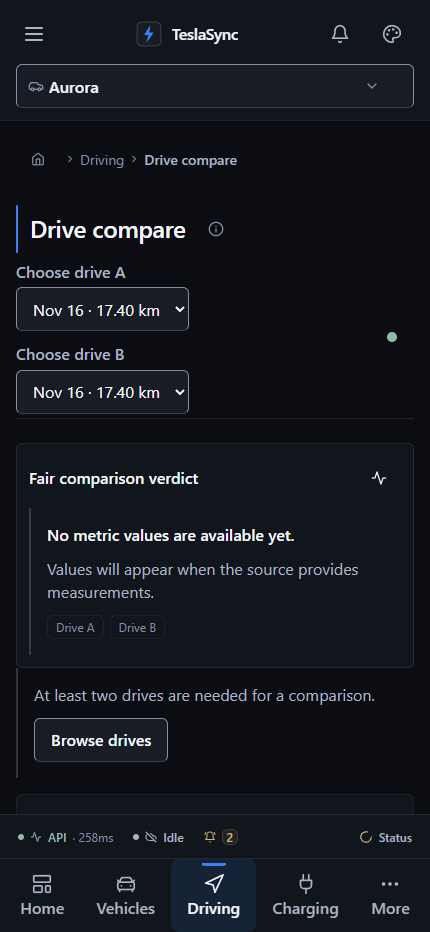 TeslaSync
Aurora
Driving
Drive compare
Drive compare
Choose drive A
Nov 16 · 17.40 km
Choose drive B
Nov 16 · 17.40 km
Fair comparison verdict
No metric values are available yet.
Values will appear when the source provides
measurements.
Drive A Drive B
At least two drives are needed for a comparison.
Browse drives
API · 258ms Idle 2 Status
Home Vehicles Driving Charging More